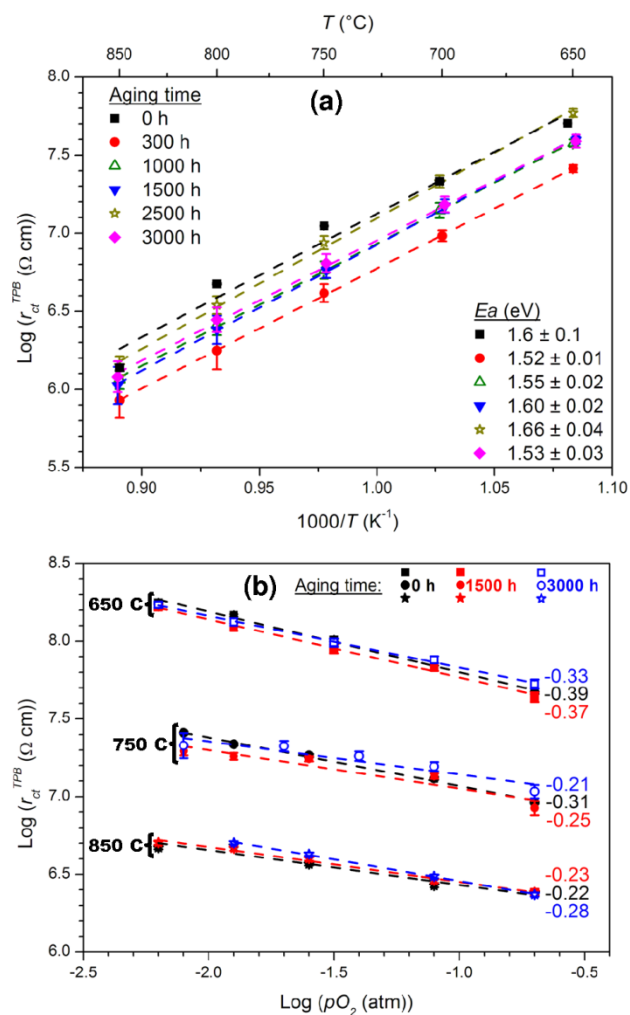 T (°C)
850 800 750 700 650
(a)
Aging time
0 h
300 h
1000 h
1500 h
2500 h
3000 h
Ea (eV)
1.6 ± 0.1
1.52 ± 0.01
1.55 ± 0.02
1.60 ± 0.02
1.66 ± 0.04
1.53 ± 0.03
Log (r_ct^TPB (Ω cm))
8.0
7.5
7.0
6.5
6.0
5.5
0.90 0.95 1.00 1.05 1.10
1000/T (K⁻¹)
(b)
Aging time: 0 h 1500 h 3000 h
650 C
-0.33
-0.39
-0.37
750 C
-0.21
-0.31
-0.25
850 C
-0.23
-0.22
-0.28
Log (r_ct^TPB (Ω cm)
8.5
8.0
7.5
7.0
6.5
6.0
-2.5 -2.0 -1.5 -1.0 -0.5
Log (pO₂ (atm))